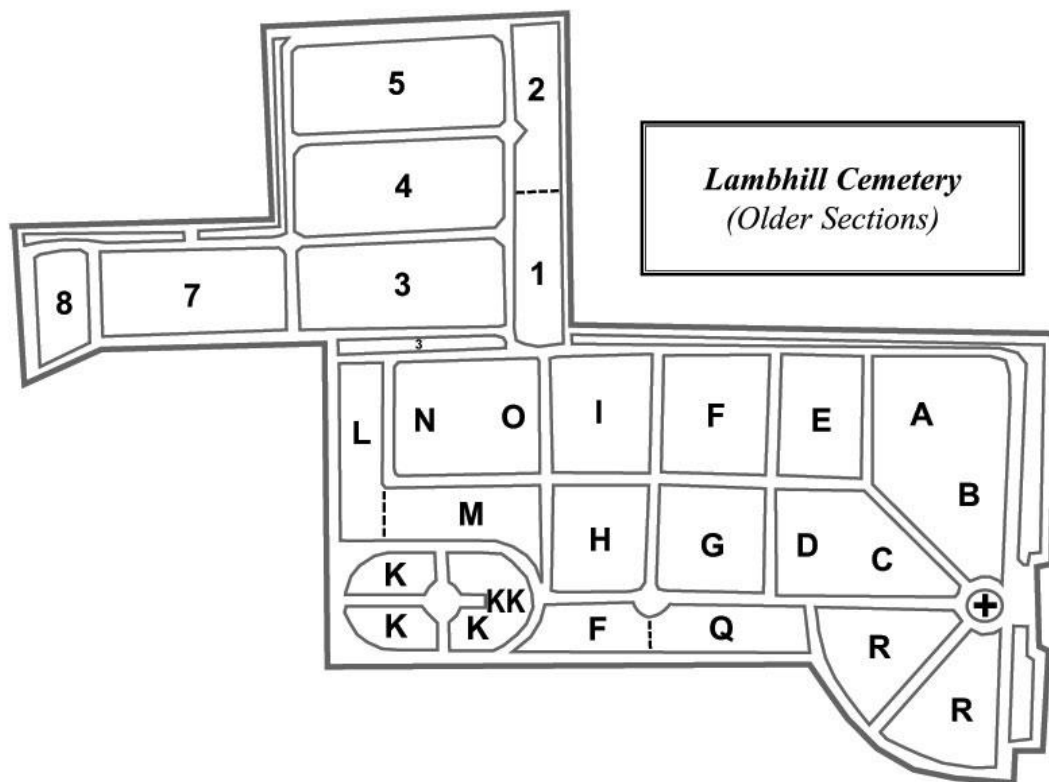 5
2
Lambhill Cemetery
(Older Sections)
4
1
3
7
8
3
N O I F E A
L
B
M
H G D C
K
KK
K K
F Q
+
R
R